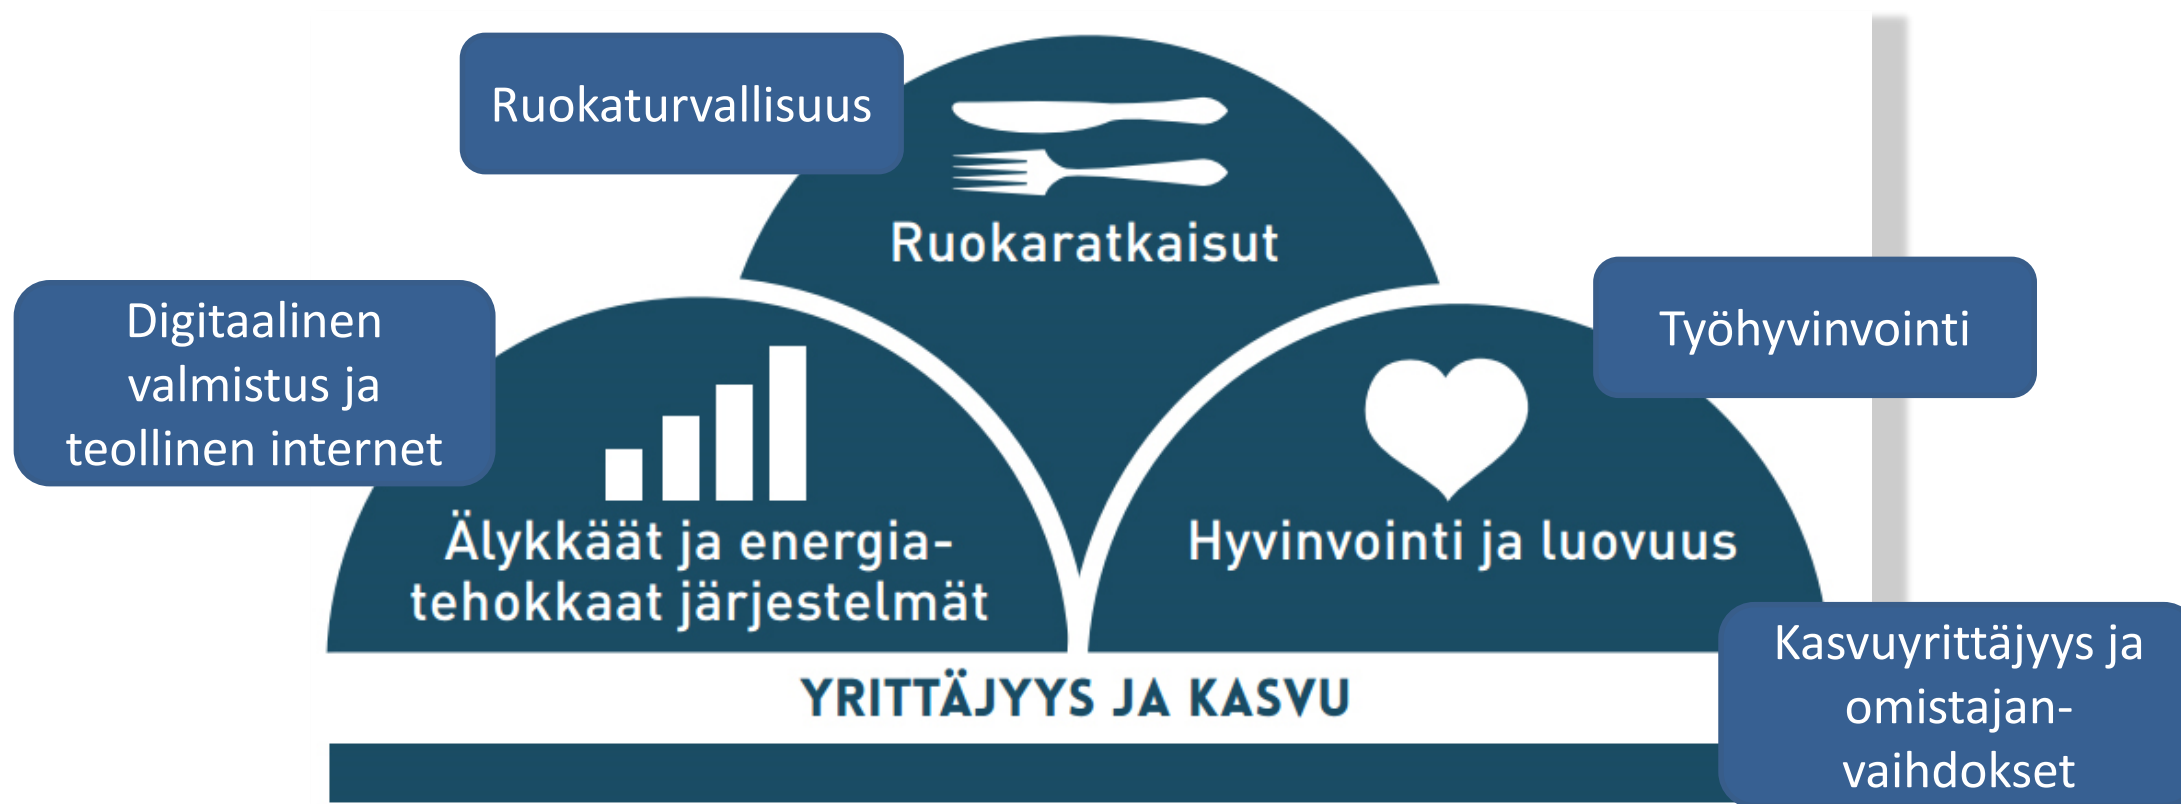 Ruokaturvallisuus
Ruokaratkaisut
Digitaalinen
valmistus ja
teollinen internet
Työhyvinvointi
Älykkäät ja energia-
tehokkaat järjestelmät
Hyvinvointi ja luovuus
YRITTÄJYYS JA KASVU
Kasvuyrittäjyys ja
omistajan-
vaihdokset